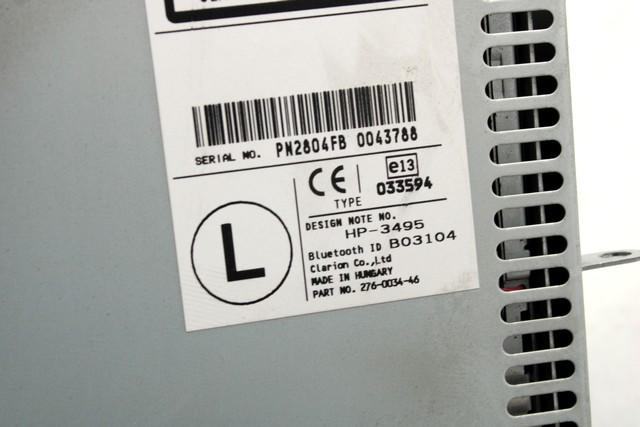 SERIAL NO. PN2804FB 0043788
CE e13
TYPE 033594
L
DESIGN NOTE NO.
HP-3495
Bluetooth ID B03104
Clarion Co.,Ltd
MADE IN HUNGARY
PART NO. 276-0034-46